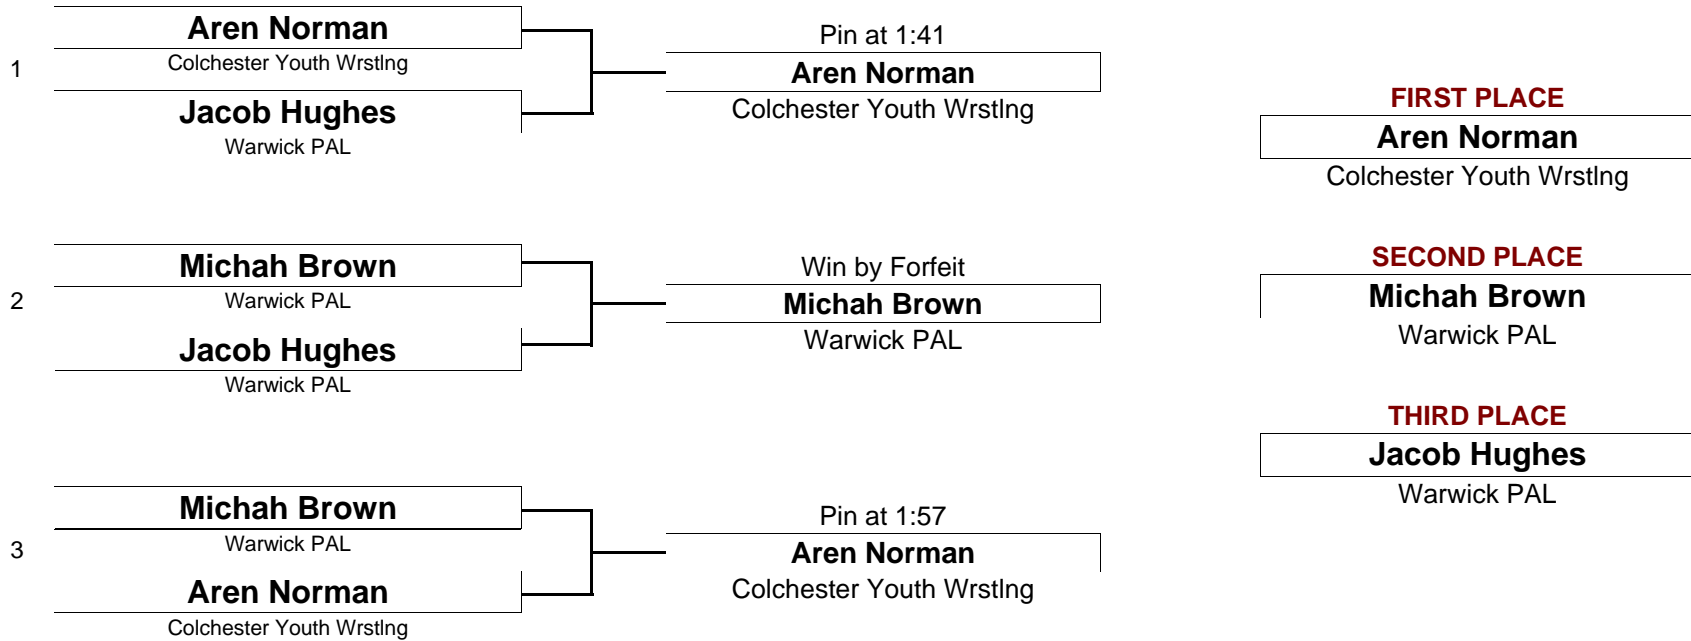 1
Aren Norman
Colchester Youth Wrstlng
Jacob Hughes
Warwick PAL
Pin at 1:41
Aren Norman
Colchester Youth Wrstlng
2
Michah Brown
Warwick PAL
Jacob Hughes
Warwick PAL
Win by Forfeit
Michah Brown
Warwick PAL
3
Michah Brown
Warwick PAL
Aren Norman
Colchester Youth Wrstlng
Pin at 1:57
Aren Norman
Colchester Youth Wrstlng
FIRST PLACE
Aren Norman
Colchester Youth Wrstlng
SECOND PLACE
Michah Brown
Warwick PAL
THIRD PLACE
Jacob Hughes
Warwick PAL